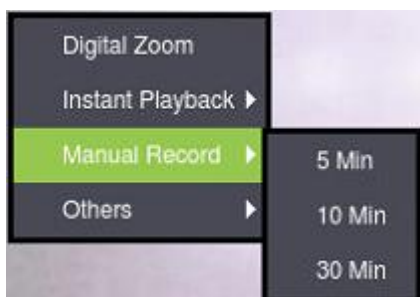 Digital Zoom
Instant Playback
Manual Record
Others
5 Min
10 Min
30 Min